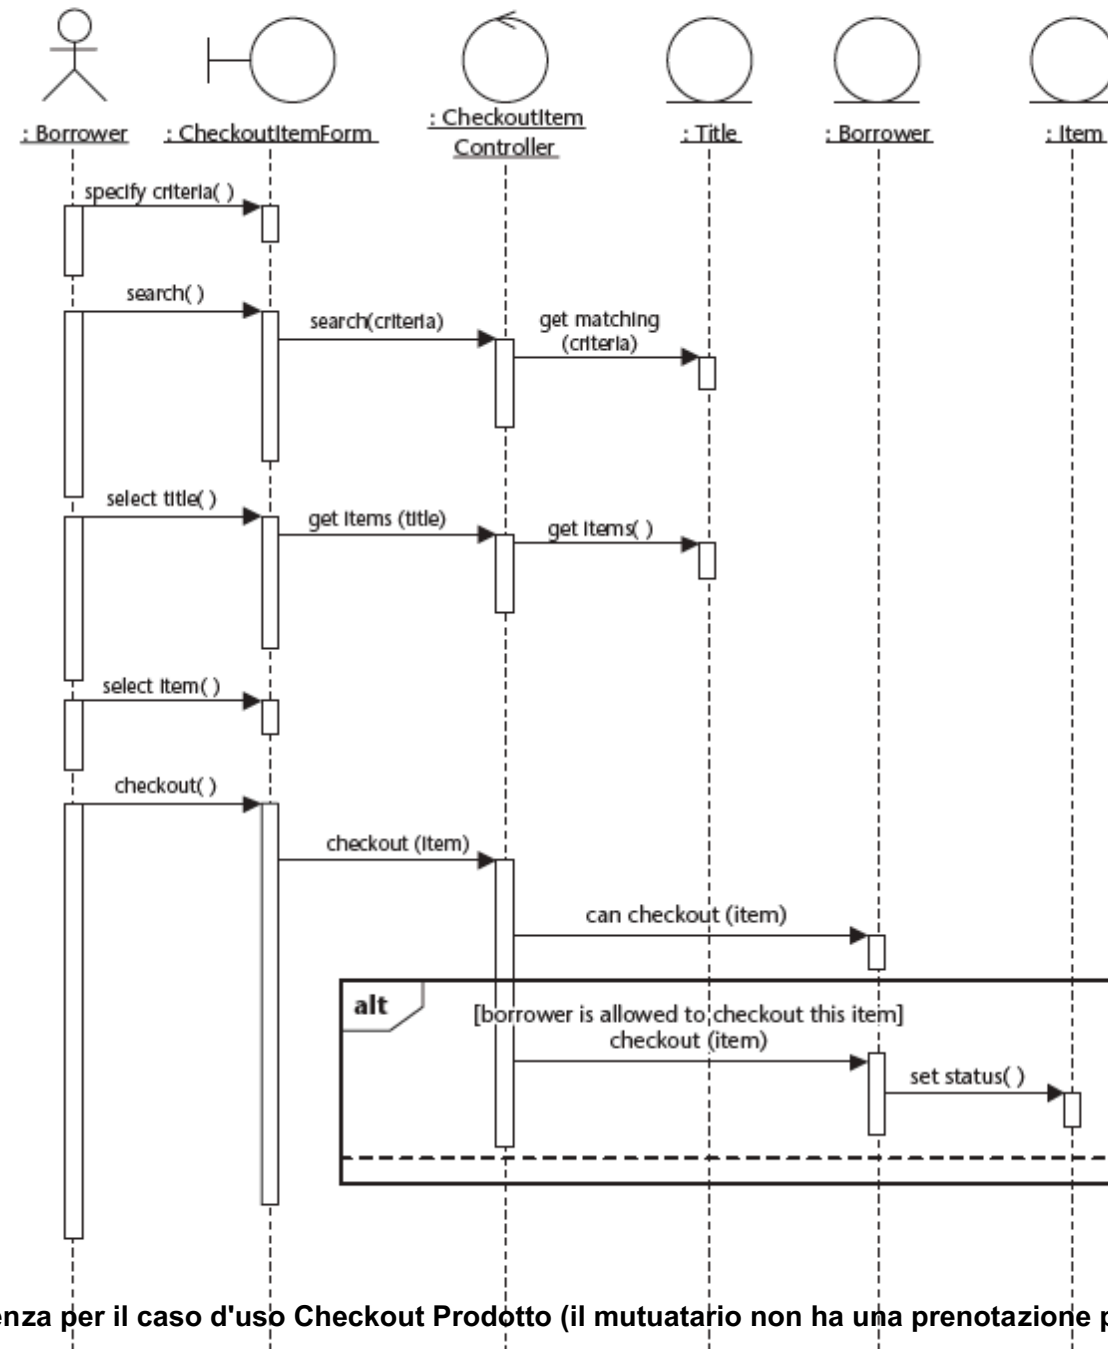 : Borrower
: CheckoutItemForm
: CheckoutItem
Controller
: Title
: Borrower
: Item
specify criteria( )
search( )
search(criteria)
get matching
(criteria)
select title( )
get items (title)
get items( )
select item( )
checkout( )
checkout (item)
can checkout (item)
alt
[borrower is allowed to checkout this item]
checkout (item)
set status( )
per il caso d'uso Checkout Prodotto (il mutuatario non ha una prenotazione